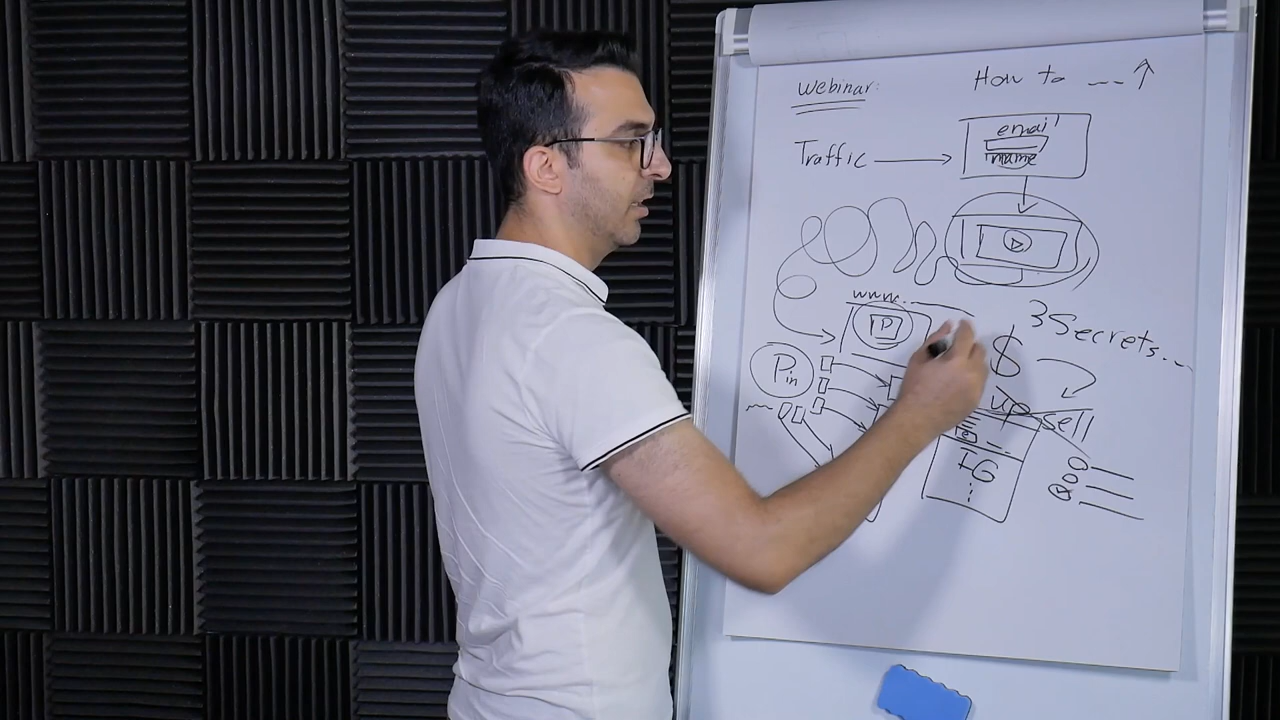 Webinar:
How to --- ↑
Traffic
email
name
www...
P
3 Secrets...
$
Pin
up sell
IG